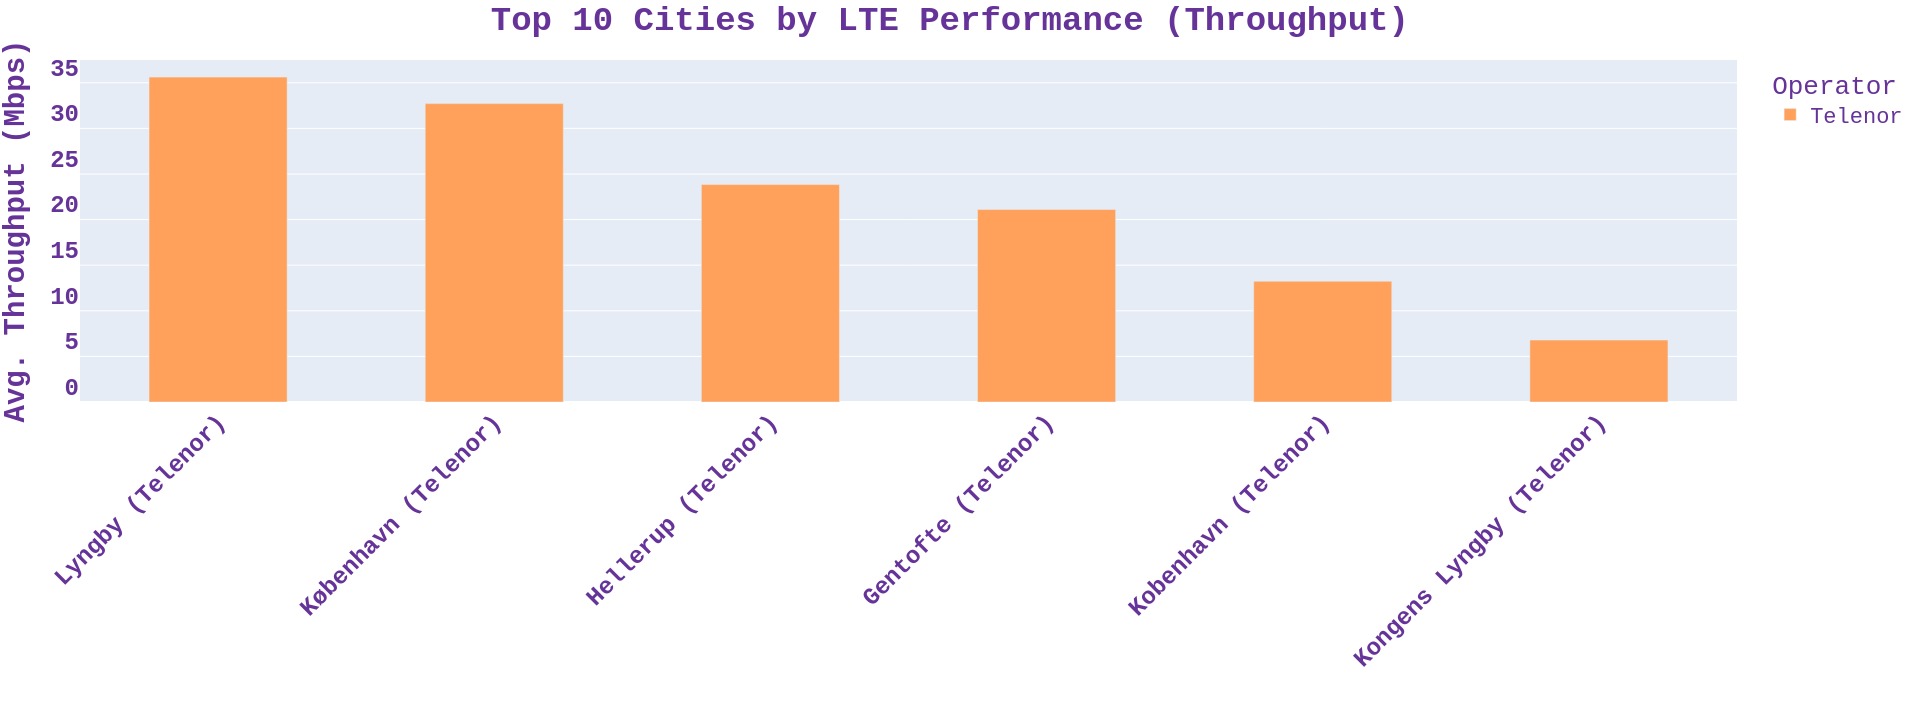 Top 10 Cities by LTE Performance (Throughput)
Avg. Throughput (Mbps)
35
30
25
20
15
10
5
0
Lyngby (Telenor)
København (Telenor)
Hellerup (Telenor)
Gentofte (Telenor)
Kobenhavn (Telenor)
Kongens Lyngby (Telenor)
Operator
Telenor